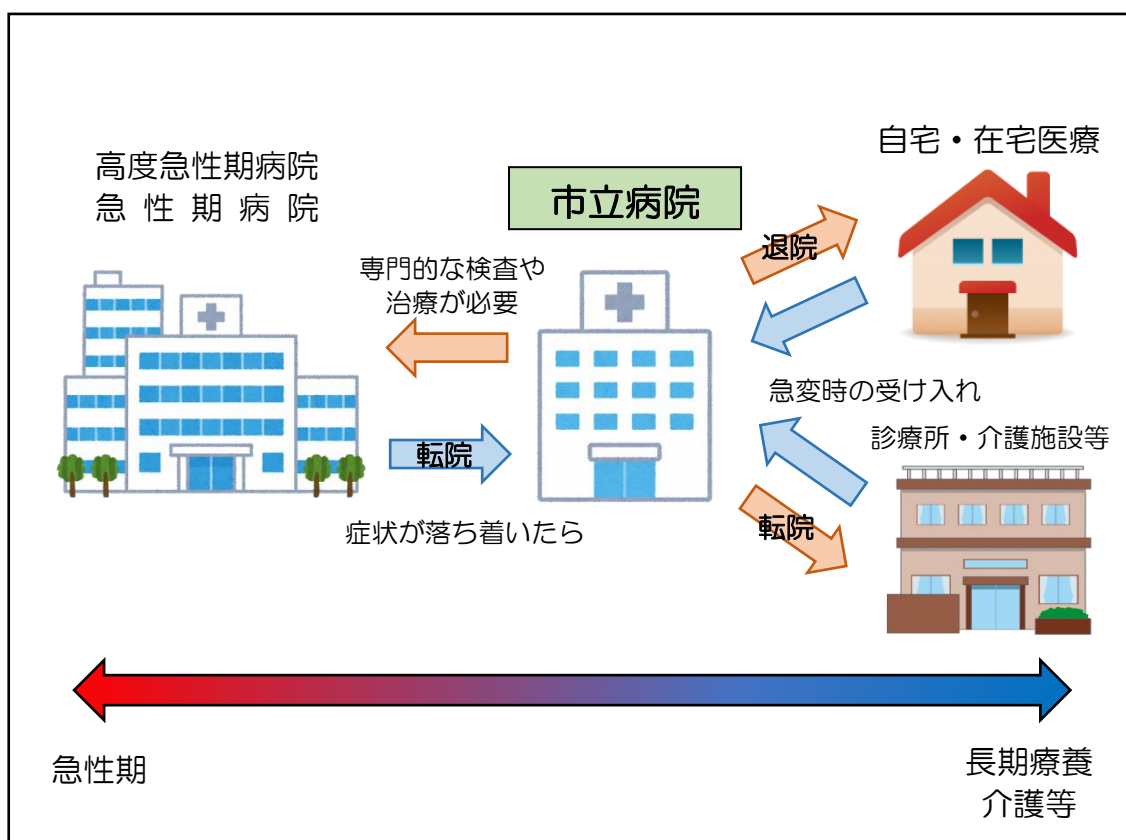 高度急性期病院
急性期病院
市立病院
自宅・在宅医療
専門的な検査や
治療が必要
退院
急変時の受け入れ
診療所・介護施設等
転院
転院
症状が落ち着いたら
急性期
長期療養
介護等